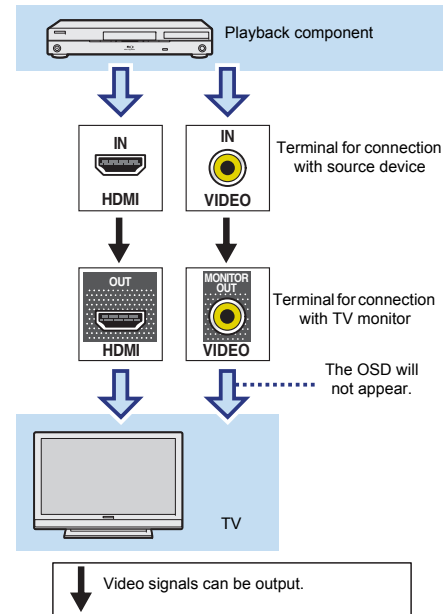 Playback component
IN
HDMI
IN
VIDEO
Terminal for connection
with source device
OUT
HDMI
MONITOR
OUT
VIDEO
Terminal for connection
with TV monitor
The OSD will
not appear.
TV
Video signals can be output.